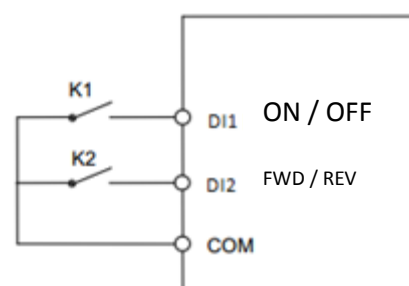 K1
DI1 ON / OFF
K2
DI2 FWD / REV
COM